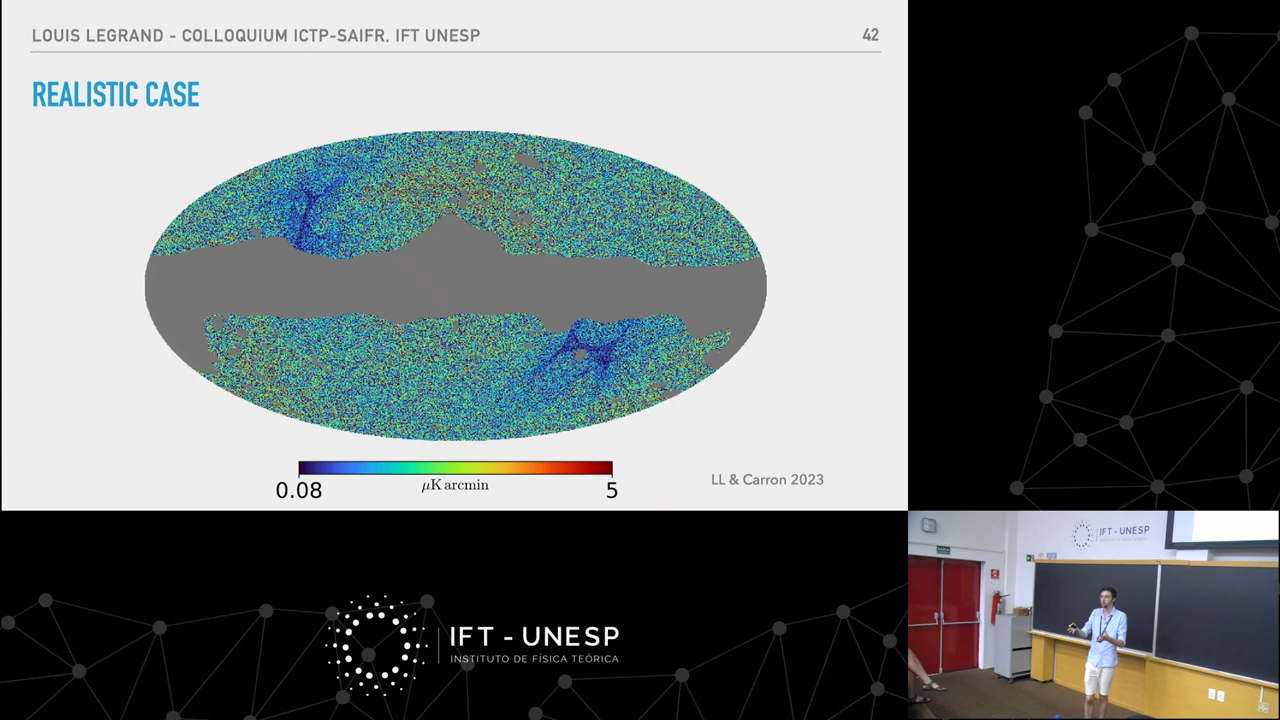 LOUIS LEGRAND - COLLOQUIUM ICTP-SAIFR, IFT UNESP
42
REALISTIC CASE
0.08
μK arcmin
5
LL & Carron 2023
IFT - UNESP
INSTITUTO DE FÍSICA TEÓRICA
IFT - UNESP